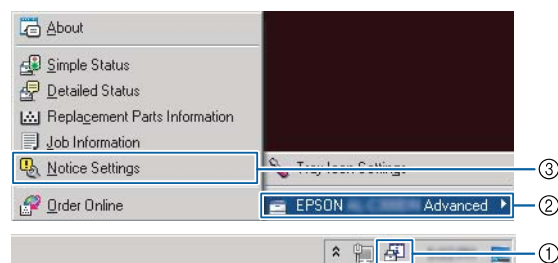 About
Simple Status
Detailed Status
Replacement Parts Information
Job Information
Notice Settings
Order Online
Tray Icon Settings
EPSON Advanced
③
②
①